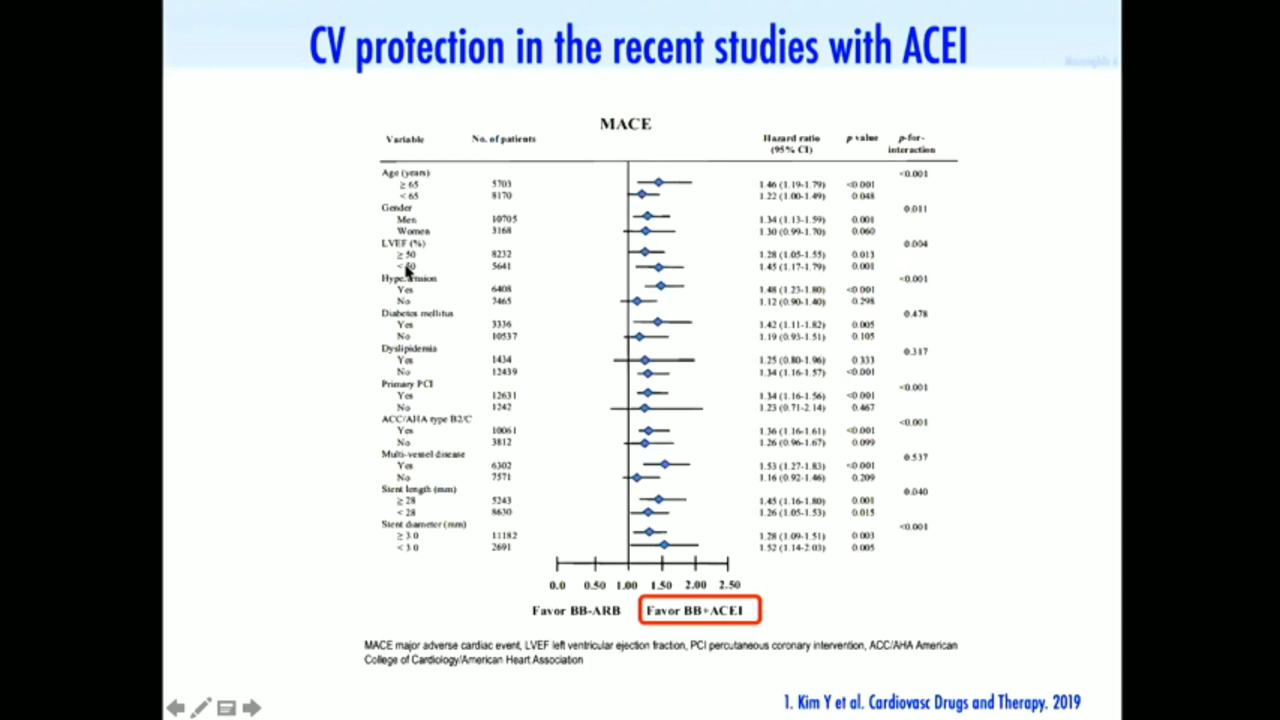 CV protection in the recent studies with ACEI
MACE
Variable No. of patients Hazard ratio (95% CI) p value p-for-interaction
Age (years) <0.001
≥ 65 5703 1.46 (1.19-1.79) <0.001
< 65 8170 1.22 (1.00-1.49) 0.048
Gender 0.011
Men 10705 1.34 (1.13-1.59) 0.001
Women 3168 1.30 (0.99-1.70) 0.060
LVEF (%) 0.004
≥ 50 8232 1.28 (1.05-1.55) 0.013
< 5641 1.45 (1.17-1.79) 0.001
Hypertension <0.001
Yes 6408 1.48 (1.23-1.80) <0.001
No 7465 1.12 (0.90-1.40) 0.298
Diabetes mellitus 0.478
Yes 3336 1.42 (1.11-1.82) 0.005
No 10537 1.19 (0.93-1.51) 0.105
Dyslipidemia 0.317
Yes 1434 1.25 (0.80-1.96) 0.333
No 12439 1.34 (1.16-1.57) <0.001
Primary PCI <0.001
Yes 12631 1.34 (1.16-1.56) <0.001
No 1242 1.23 (0.71-2.14) 0.467
ACC/AHA type B2/C <0.001
Yes 10061 1.36 (1.16-1.61) <0.001
No 3812 1.26 (0.96-1.67) 0.099
Multi-vessel disease 0.537
Yes 6302 1.53 (1.27-1.83) <0.001
No 7571 1.16 (0.92-1.46) 0.209
Stent length (mm) 0.040
≥ 28 5243 1.45 (1.16-1.80) 0.001
< 28 8630 1.26 (1.05-1.53) 0.015
Stent diameter (mm) <0.001
≥ 3.0 11182 1.28 (1.09-1.51) 0.003
< 3.0 2691 1.52 (1.14-2.03) 0.005
0.0 0.50 1.00 1.50 2.00 2.50
Favor BB-ARB Favor BB+ACEI
MACE major adverse cardiac event, LVEF left ventricular ejection fraction, PCI percutaneous coronary intervention, ACC/AHA American
College of Cardiology/American Heart Association
1. Kim Y et al. Cardiovasc Drugs and Therapy. 2019